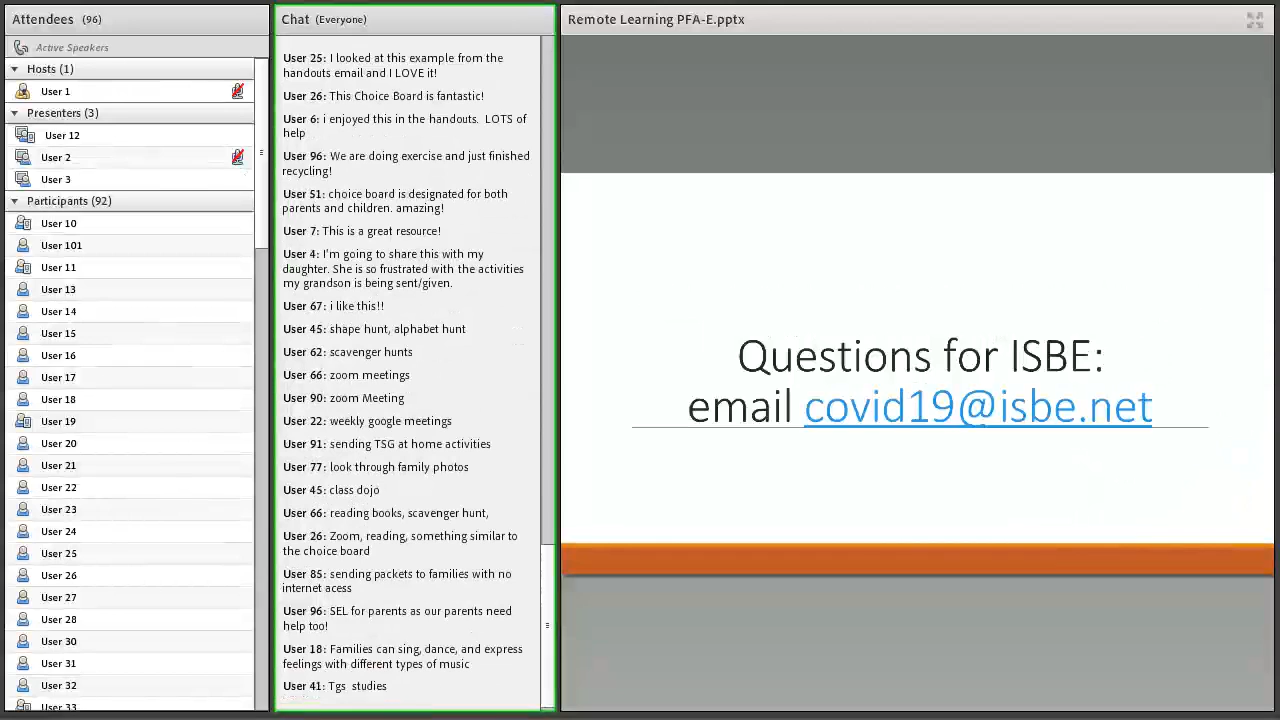 Attendees (96)
Active Speakers
Hosts (1)
User 1
Presenters (3)
User 12
User 2
User 3
Participants (92)
User 10
User 101
User 11
User 13
User 14
User 15
User 16
User 17
User 18
User 19
User 20
User 21
User 22
User 23
User 24
User 25
User 26
User 27
User 28
User 30
User 31
User 32
User 33
Chat (Everyone)
User 25: I looked at this example from the
handouts email and I LOVE it!
User 26: This Choice Board is fantastic!
User 6: i enjoyed this in the handouts. LOTS of
help
User 96: We are doing exercise and just finished
recycling!
User 51: choice board is designated for both
parents and children. amazing!
User 7: This is a great resource!
User 4: I'm going to share this with my
daughter. She is so frustrated with the activities
my grandson is being sent/given.
User 67: i like this!!
User 45: shape hunt, alphabet hunt
User 62: scavenger hunts
User 66: zoom meetings
User 90: zoom Meeting
User 22: weekly google meetings
User 91: sending TSG at home activities
User 77: look through family photos
User 45: class dojo
User 66: reading books, scavenger hunt,
User 26: Zoom, reading, something similar to
the choice board
User 85: sending packets to families with no
internet acess
User 96: SEL for parents as our parents need
help too!
User 18: Families can sing, dance, and express
feelings with different types of music
User 41: Tgs studies
Remote Learning PFA-E.pptx
Questions for ISBE:
email covid19@isbe.net